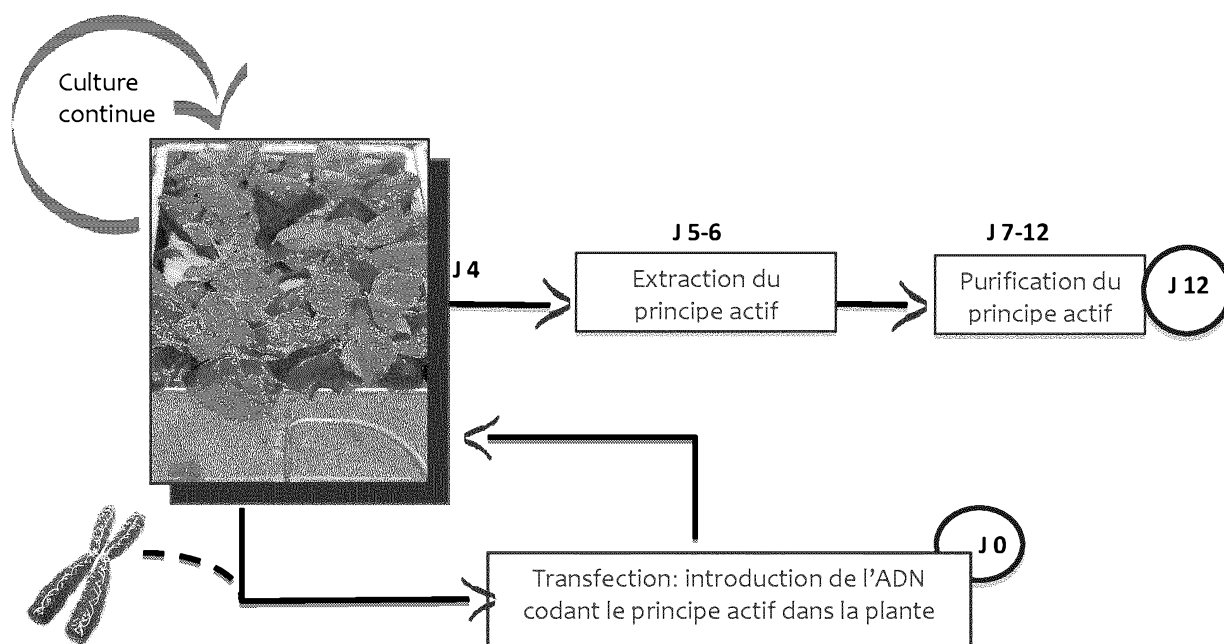 Culture
continue
J 4
J 5-6
Extraction du
principe actif
J 7-12
Purification du
principe actif
J 12
J 0
Transfection: introduction de l'ADN
codant le principe actif dans la plante